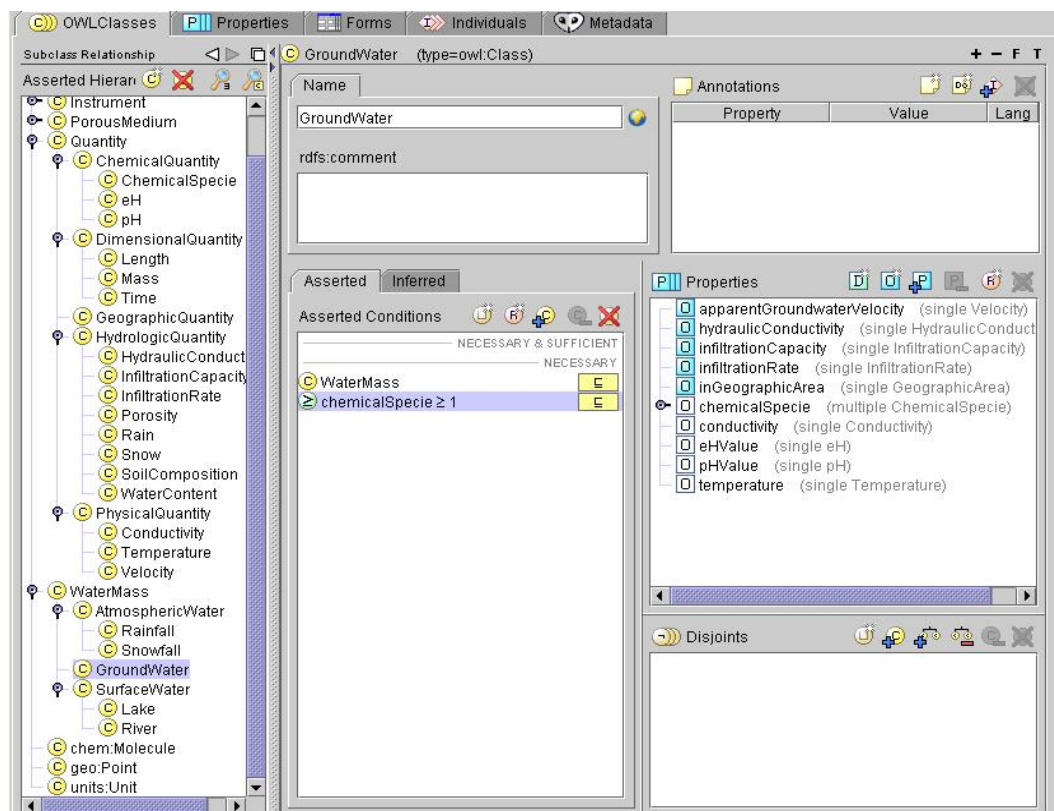 OWLClasses Properties Forms Individuals Metadata
Subclass Relationship
Asserted Hierar
Instrument
PorousMedium
Quantity
ChemicalQuantity
ChemicalSpecie
eH
pH
DimensionalQuantity
Length
Mass
Time
GeographicQuantity
HydrologicQuantity
HydraulicConduct
InfiltrationCapacity
InfiltrationRate
Porosity
Rain
Snow
SoilComposition
WaterContent
PhysicalQuantity
Conductivity
Temperature
Velocity
WaterMass
AtmosphericWater
Rainfall
Snowfall
GroundWater
SurfaceWater
Lake
River
chem:Molecule
geo:Point
units:Unit
GroundWater (type=owl:Class) + − F T
Name
GroundWater
rdfs:comment
Annotations
Property Value Lang
Asserted Inferred
Asserted Conditions
NECESSARY & SUFFICIENT
NECESSARY
WaterMass ⊑
chemicalSpecie ≥ 1 ⊑
Properties
apparentGroundwaterVelocity (single Velocity)
hydraulicConductivity (single HydraulicConduct
infiltrationCapacity (single InfiltrationCapacity)
infiltrationRate (single InfiltrationRate)
inGeographicArea (single GeographicArea)
chemicalSpecie (multiple ChemicalSpecie)
conductivity (single Conductivity)
eHValue (single eH)
pHValue (single pH)
temperature (single Temperature)
Disjoints